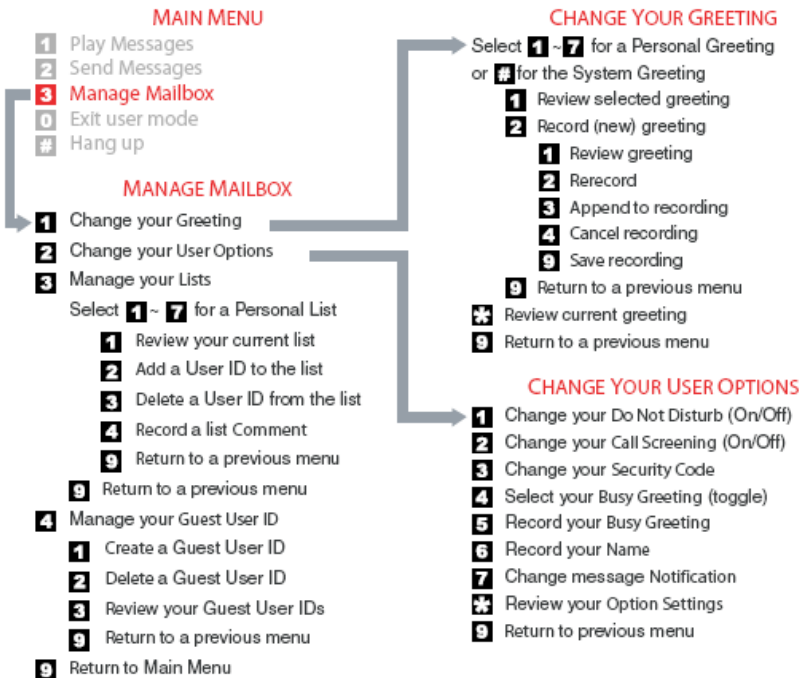 MAIN MENU
1 Play Messages
2 Send Messages
3 Manage Mailbox
0 Exit user mode
# Hang up
MANAGE MAILBOX
1 Change your Greeting
2 Change your User Options
3 Manage your Lists
Select 1 ~ 7 for a Personal List
1 Review your current list
2 Add a User ID to the list
3 Delete a User ID from the list
4 Record a list Comment
9 Return to a previous menu
9 Return to a previous menu
4 Manage your Guest User ID
1 Create a Guest User ID
2 Delete a Guest User ID
3 Review your Guest User IDs
9 Return to a previous menu
9 Return to Main Menu
CHANGE YOUR GREETING
Select 1 ~ 7 for a Personal Greeting
or # for the System Greeting
1 Review selected greeting
2 Record (new) greeting
1 Review greeting
2 Rerecord
3 Append to recording
4 Cancel recording
9 Save recording
9 Return to a previous menu
* Review current greeting
9 Return to a previous menu
CHANGE YOUR USER OPTIONS
1 Change your Do Not Disturb (On/Off)
2 Change your Call Screening (On/Off)
3 Change your Security Code
4 Select your Busy Greeting (toggle)
5 Record your Busy Greeting
6 Record your Name
7 Change message Notification
* Review your Option Settings
9 Return to previous menu